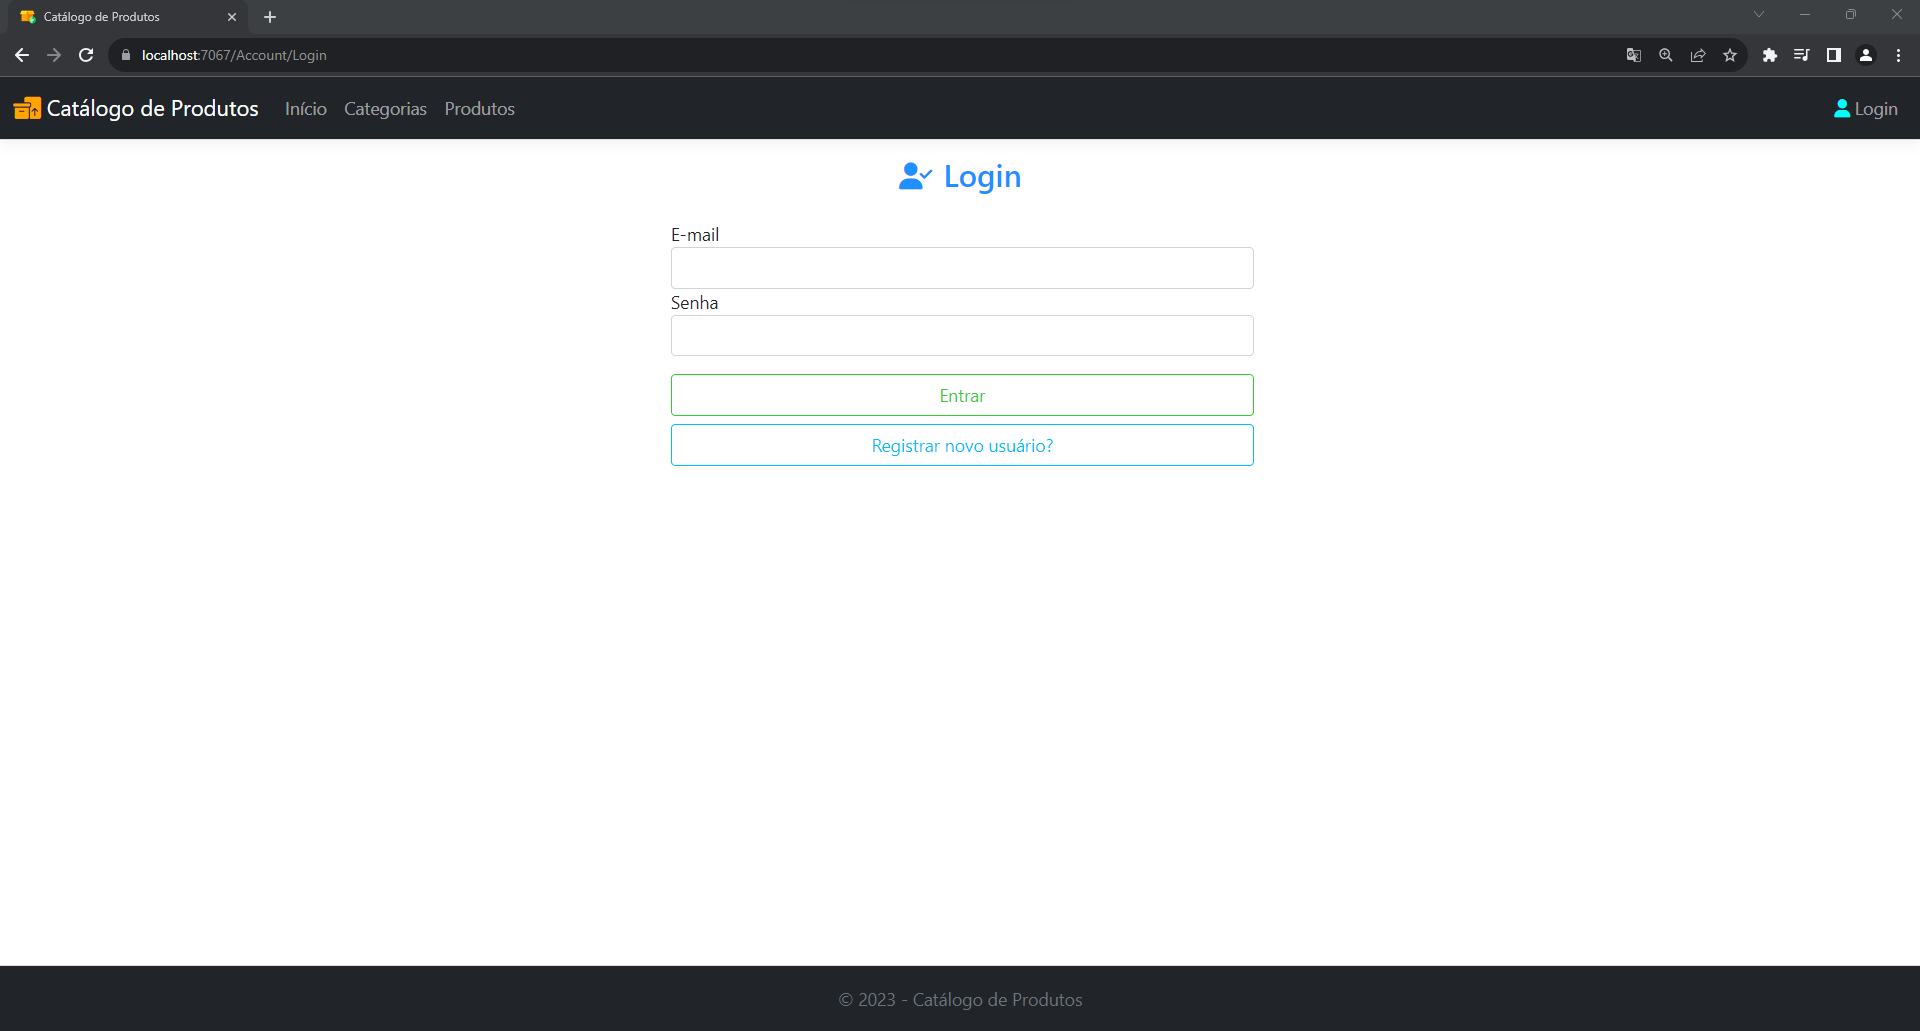 Catálogo de Produtos
localhost:7067/Account/Login
Catálogo de Produtos Início Categorias Produtos Login
Login
E-mail
Senha
Entrar
Registrar novo usuário?
© 2023 - Catálogo de Produtos